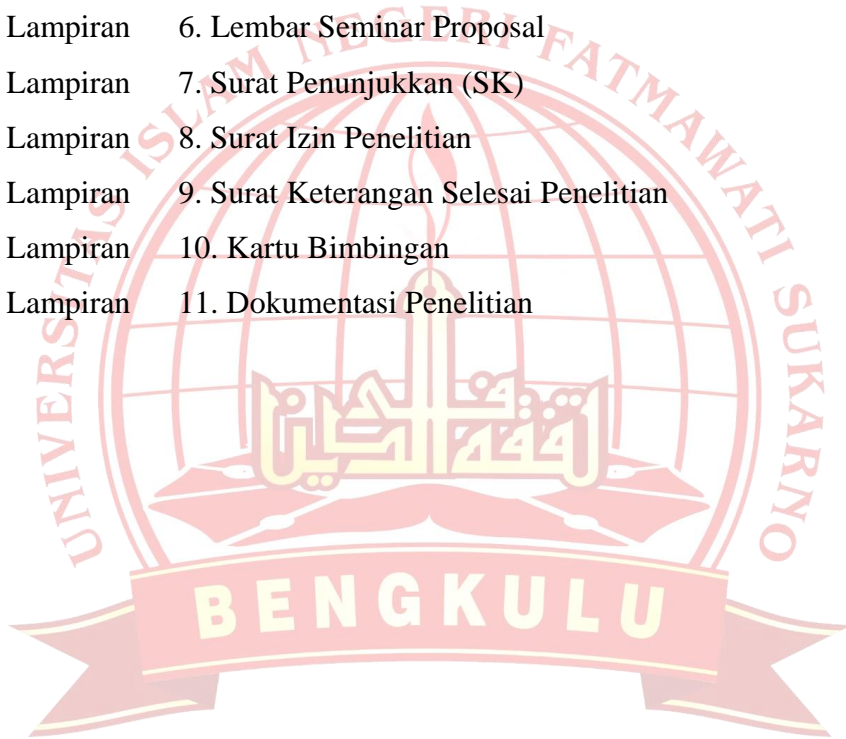 Lampiran 6. Lembar Seminar Proposal
Lampiran 7. Surat Penunjukkan (SK)
Lampiran 8. Surat Izin Penelitian
Lampiran 9. Surat Keterangan Selesai Penelitian
Lampiran 10. Kartu Bimbingan
Lampiran 11. Dokumentasi Penelitian
UNIVERSITAS ISLAM NEGERI FATMAWATI SUKARNO
BENGKULU